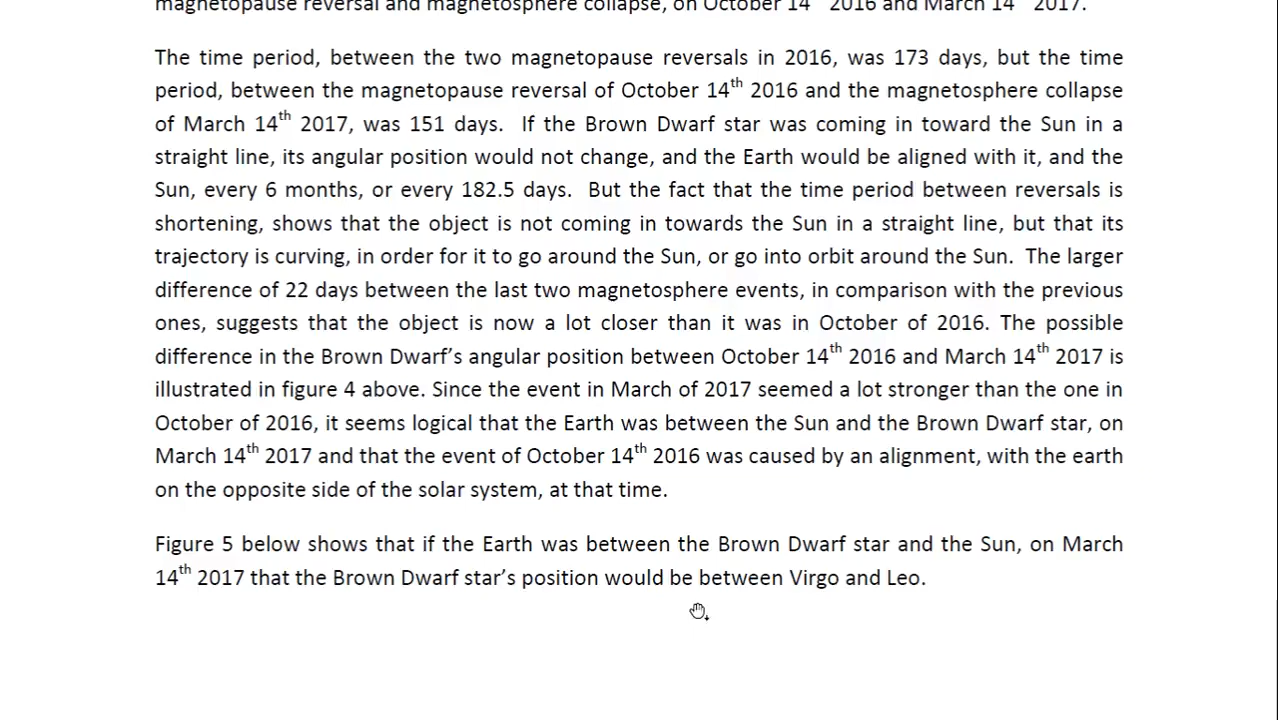 magnetopause reversal and magnetosphere collapse, on October 14th 2016 and March 14th 2017.
The time period, between the two magnetopause reversals in 2016, was 173 days, but the time
period, between the magnetopause reversal of October 14th 2016 and the magnetosphere collapse
of March 14th 2017, was 151 days. If the Brown Dwarf star was coming in toward the Sun in a
straight line, its angular position would not change, and the Earth would be aligned with it, and the
Sun, every 6 months, or every 182.5 days. But the fact that the time period between reversals is
shortening, shows that the object is not coming in towards the Sun in a straight line, but that its
trajectory is curving, in order for it to go around the Sun, or go into orbit around the Sun. The larger
difference of 22 days between the last two magnetosphere events, in comparison with the previous
ones, suggests that the object is now a lot closer than it was in October of 2016. The possible
difference in the Brown Dwarf’s angular position between October 14th 2016 and March 14th 2017 is
illustrated in figure 4 above. Since the event in March of 2017 seemed a lot stronger than the one in
October of 2016, it seems logical that the Earth was between the Sun and the Brown Dwarf star, on
March 14th 2017 and that the event of October 14th 2016 was caused by an alignment, with the earth
on the opposite side of the solar system, at that time.
Figure 5 below shows that if the Earth was between the Brown Dwarf star and the Sun, on March
14th 2017 that the Brown Dwarf star’s position would be between Virgo and Leo.